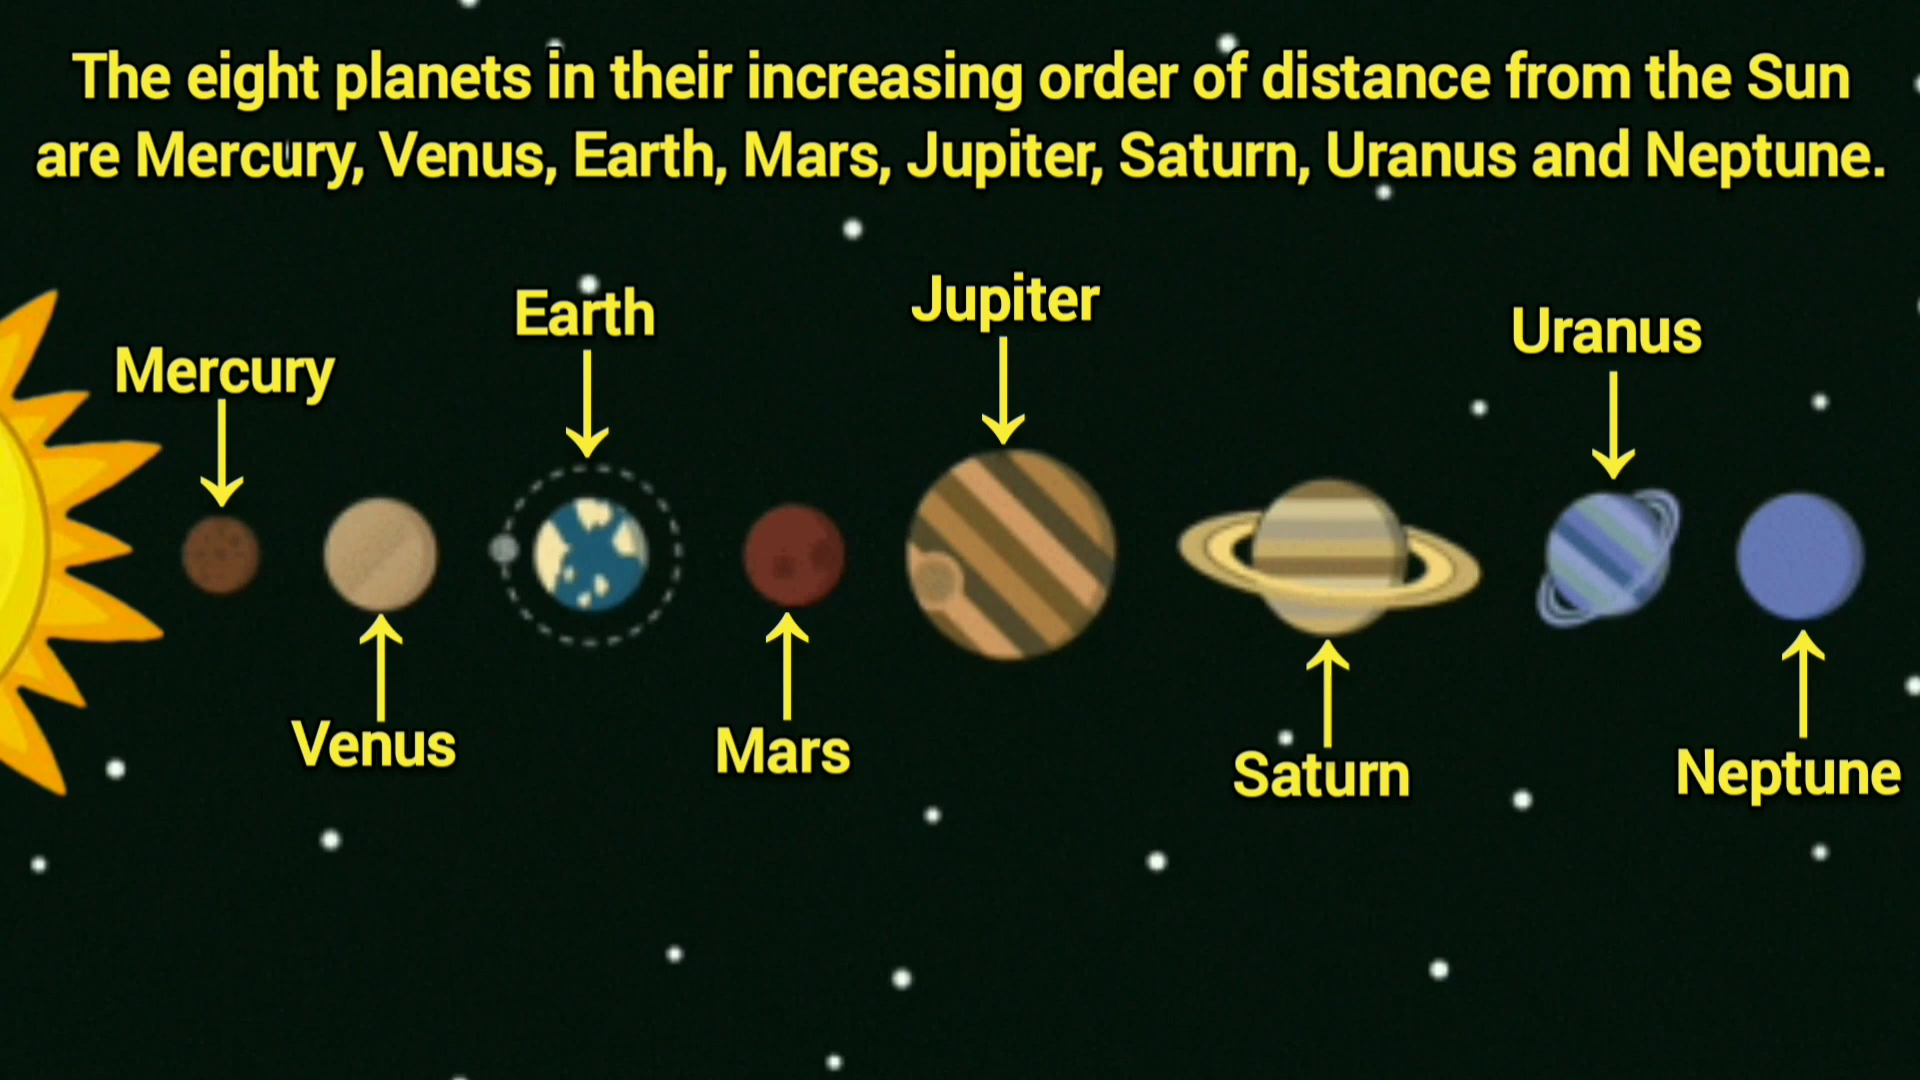 The eight planets in their increasing order of distance from the Sun
are Mercury, Venus, Earth, Mars, Jupiter, Saturn, Uranus and Neptune.
Mercury
Earth
Jupiter
Uranus
Venus
Mars
Saturn
Neptune